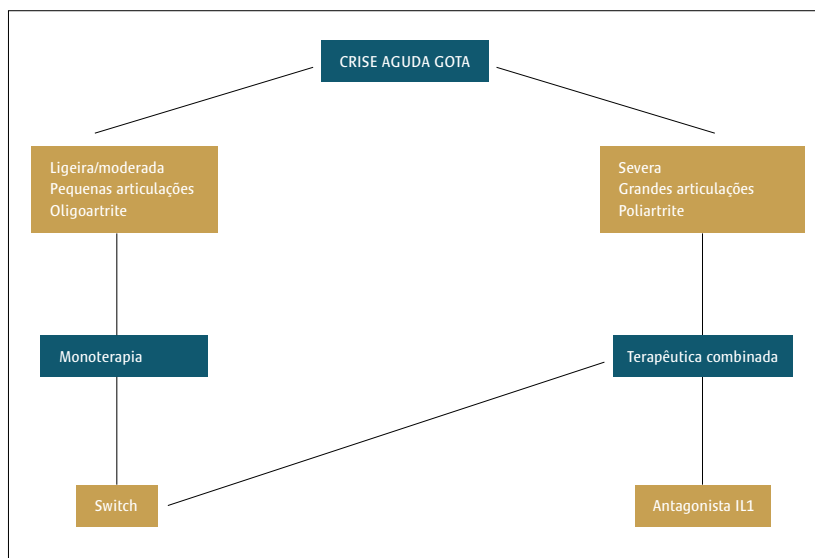 CRISE AGUDA GOTA
Ligeira/moderada
Pequenas articulações
Oligoartrite
Severa
Grandes articulações
Poliartrite
Monoterapia
Terapêutica combinada
Switch
Antagonista IL1